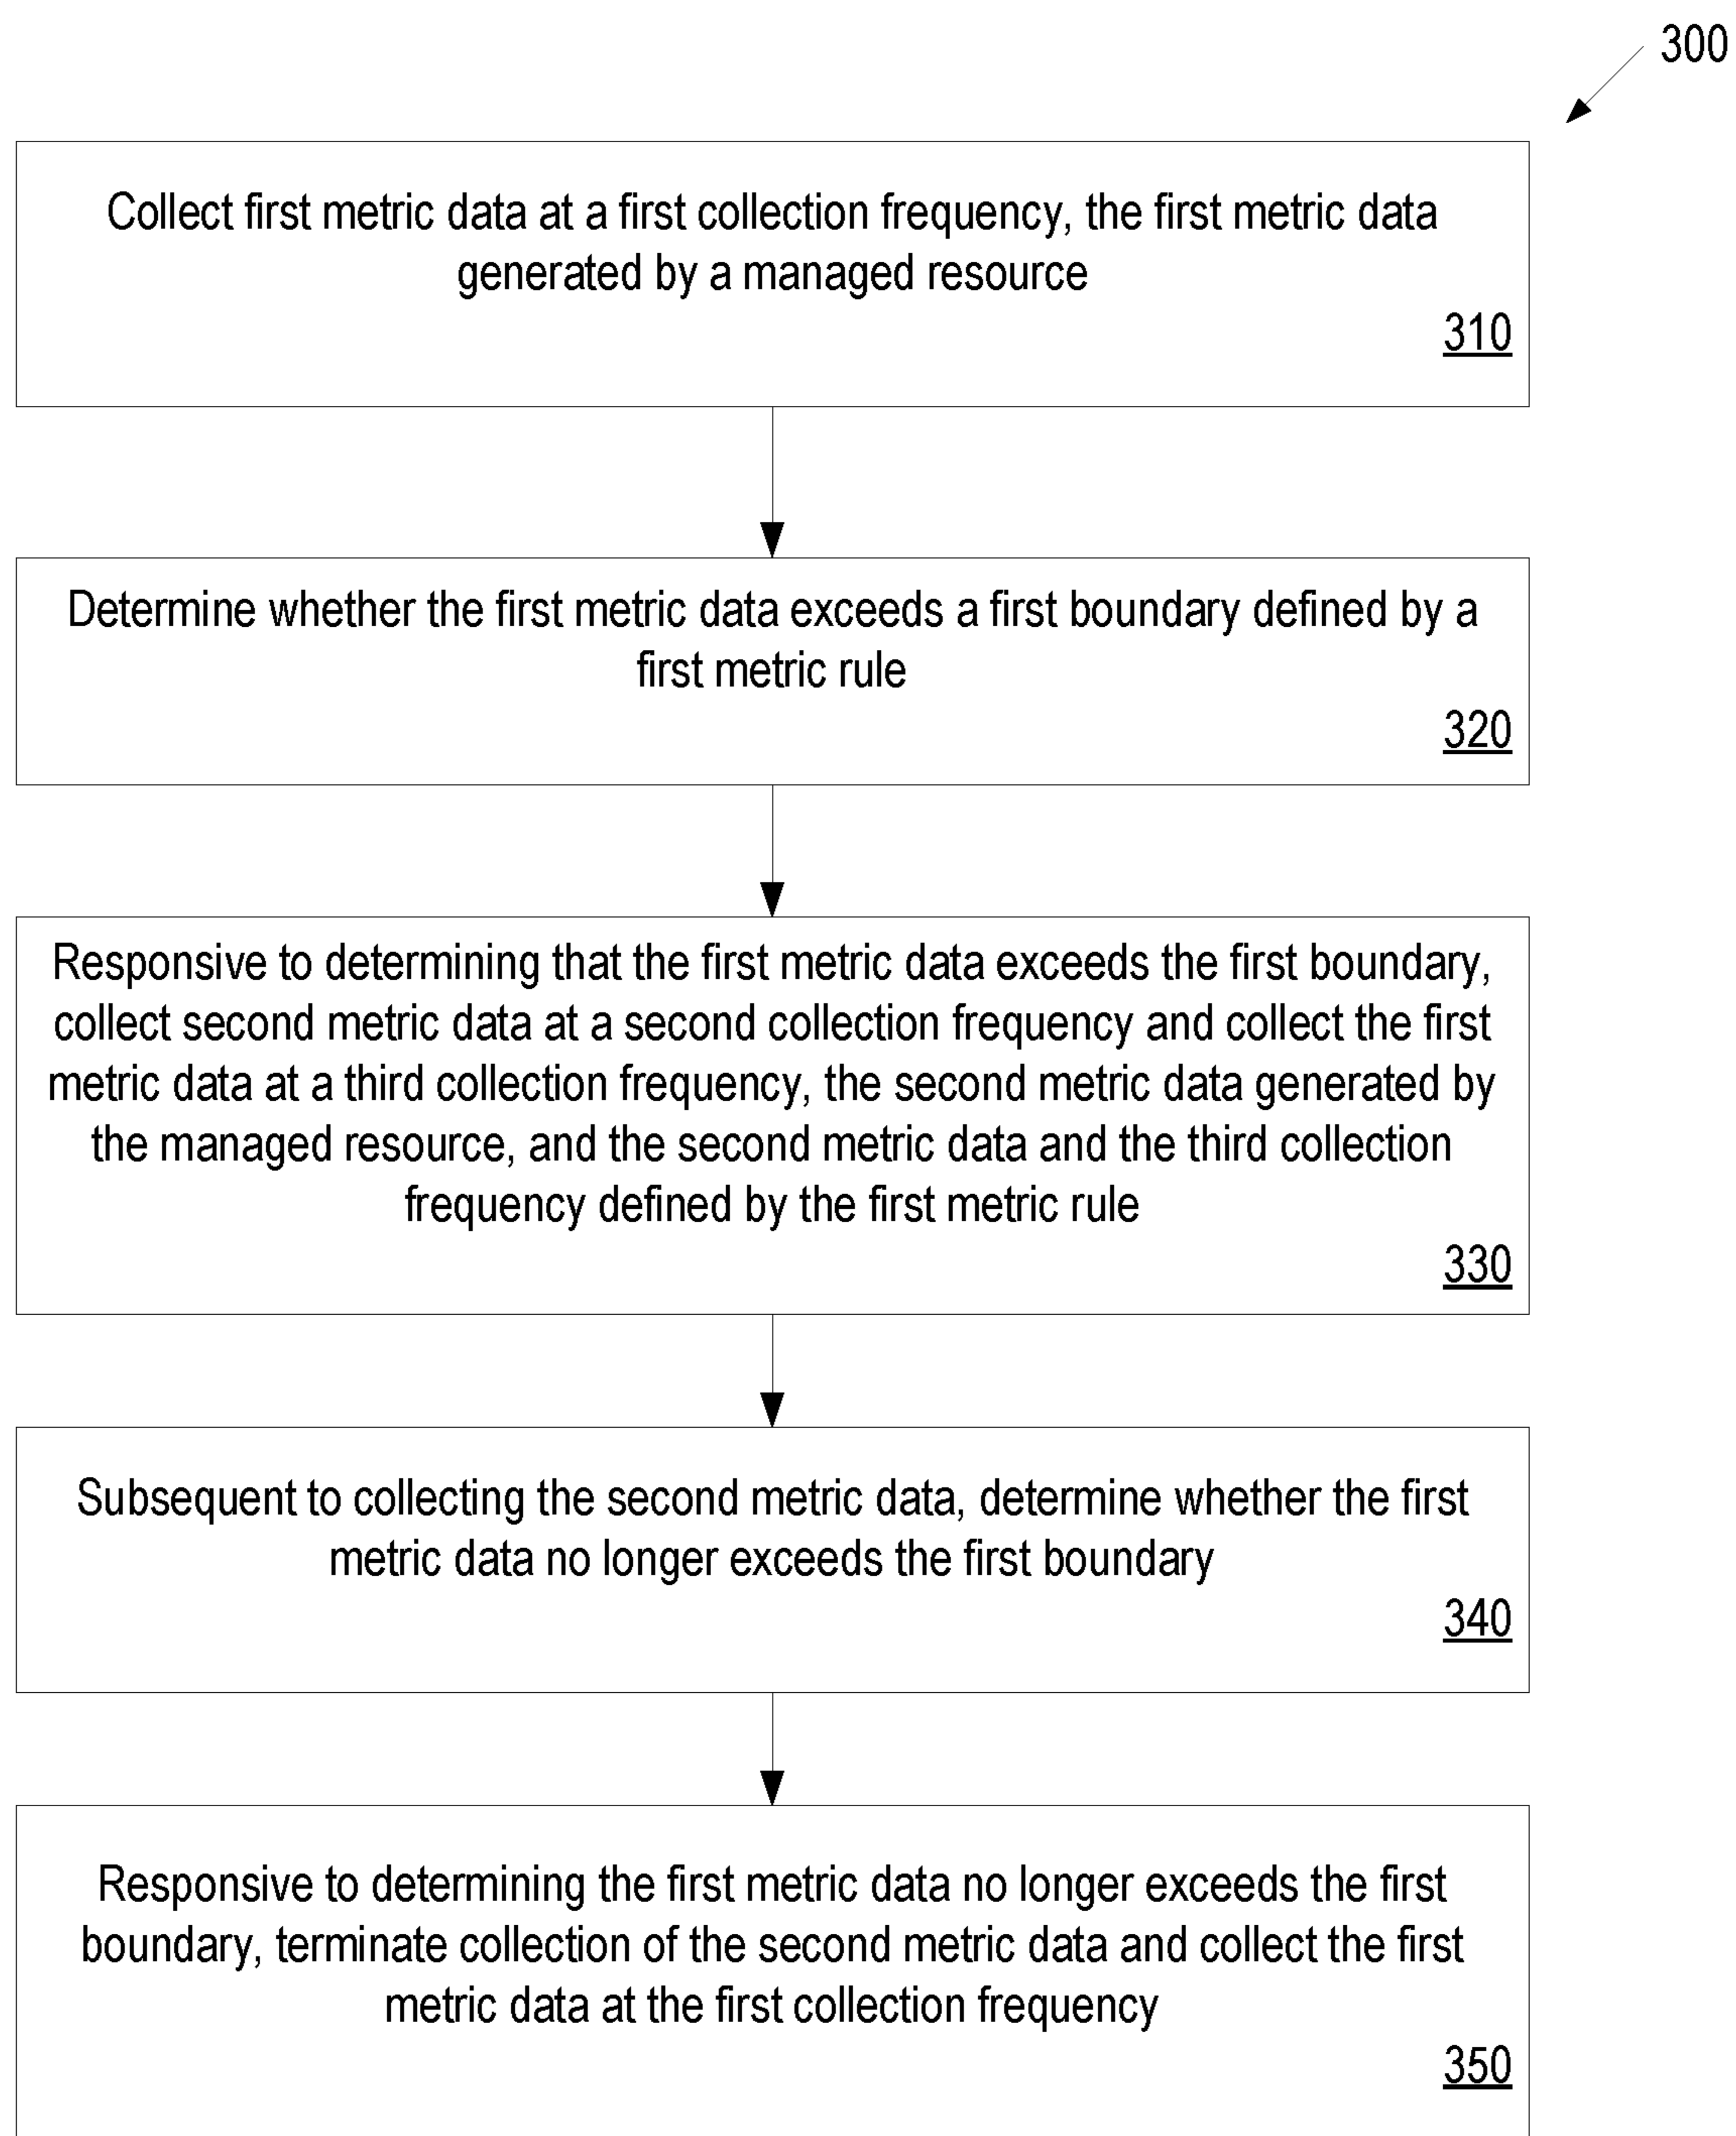 300
Collect first metric data at a first collection frequency, the first metric data
generated by a managed resource
310
Determine whether the first metric data exceeds a first boundary defined by a
first metric rule
320
Responsive to determining that the first metric data exceeds the first boundary,
collect second metric data at a second collection frequency and collect the first
metric data at a third collection frequency, the second metric data generated by
the managed resource, and the second metric data and the third collection
frequency defined by the first metric rule
330
Subsequent to collecting the second metric data, determine whether the first
metric data no longer exceeds the first boundary
340
Responsive to determining the first metric data no longer exceeds the first
boundary, terminate collection of the second metric data and collect the first
metric data at the first collection frequency
350